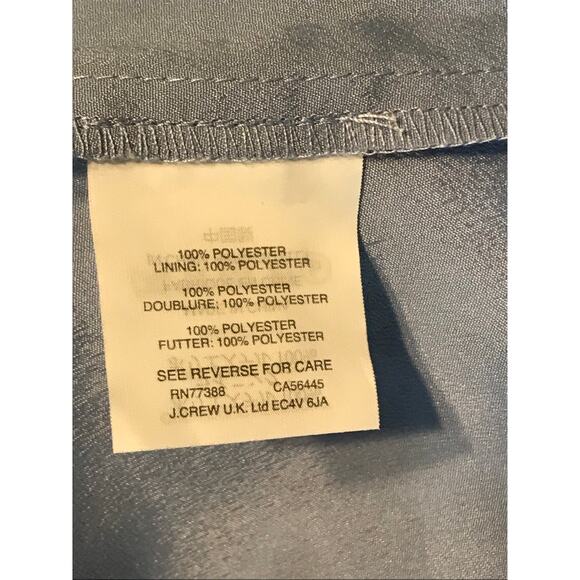 100% POLYESTER
LINING: 100% POLYESTER
100% POLYESTER
DOUBLURE: 100% POLYESTER
100% POLYESTER
FUTTER: 100% POLYESTER
SEE REVERSE FOR CARE
RN77388 CA56445
J.CREW U.K. Ltd EC4V 6JA